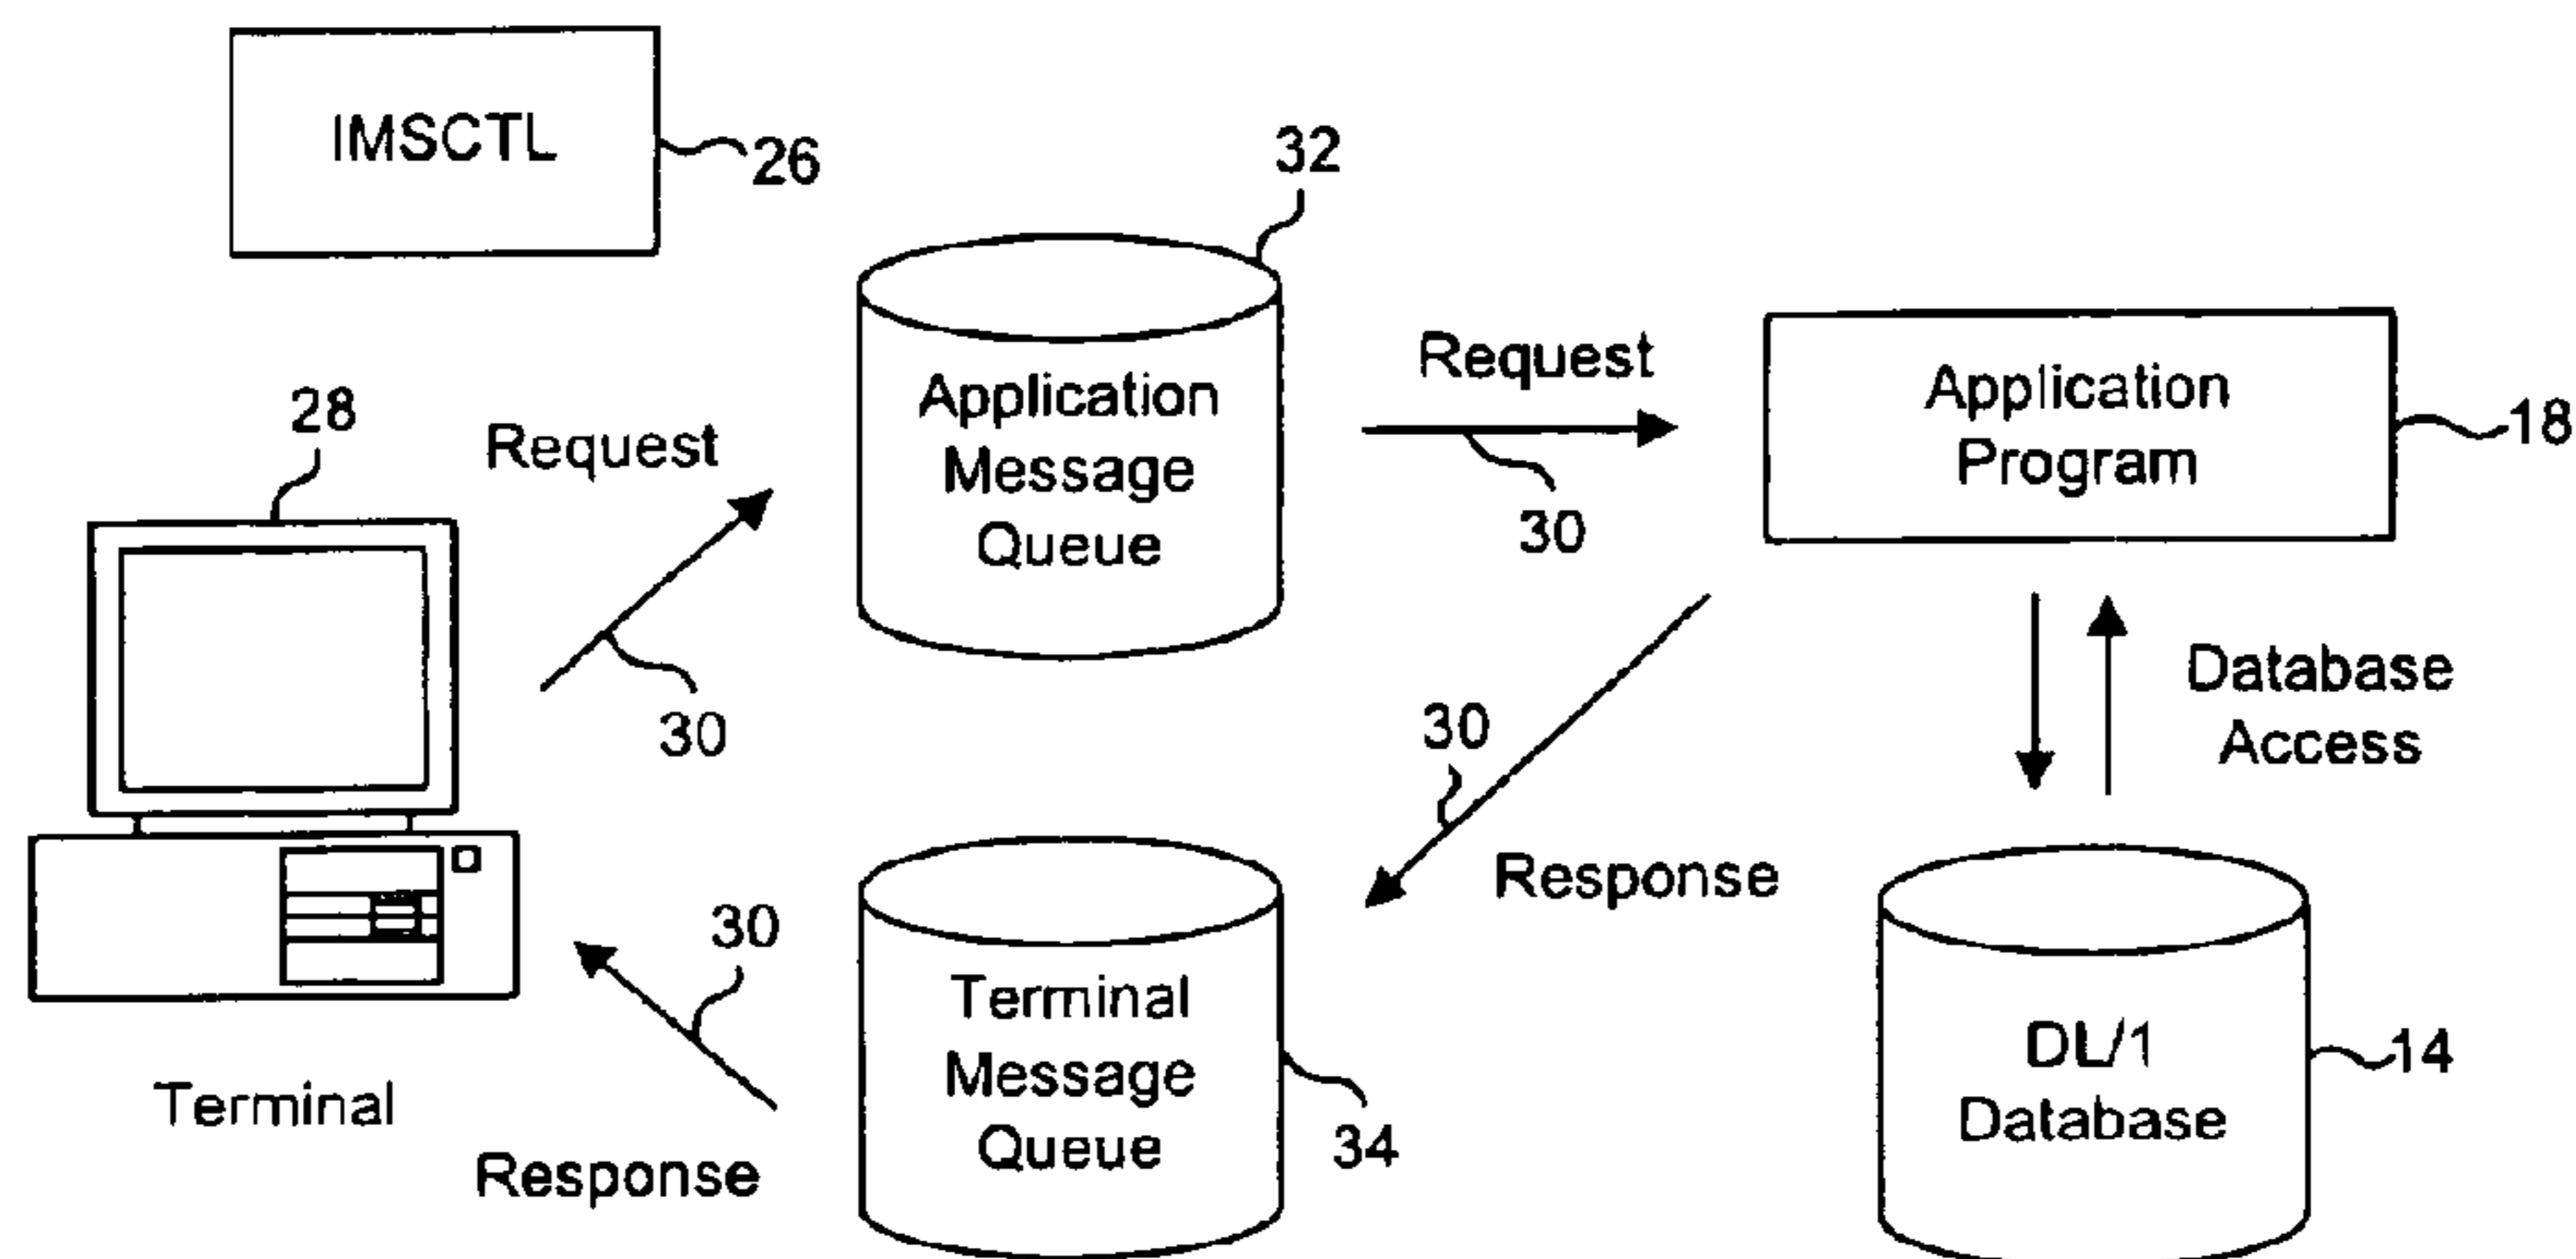 IMSCTL
26
32
Application
Message
Queue
Request
30
Application
Program
18
28
Request
30
Terminal
30
Response
Database
Access
30
Response
Terminal
Message
Queue
34
DL/1
Database
14